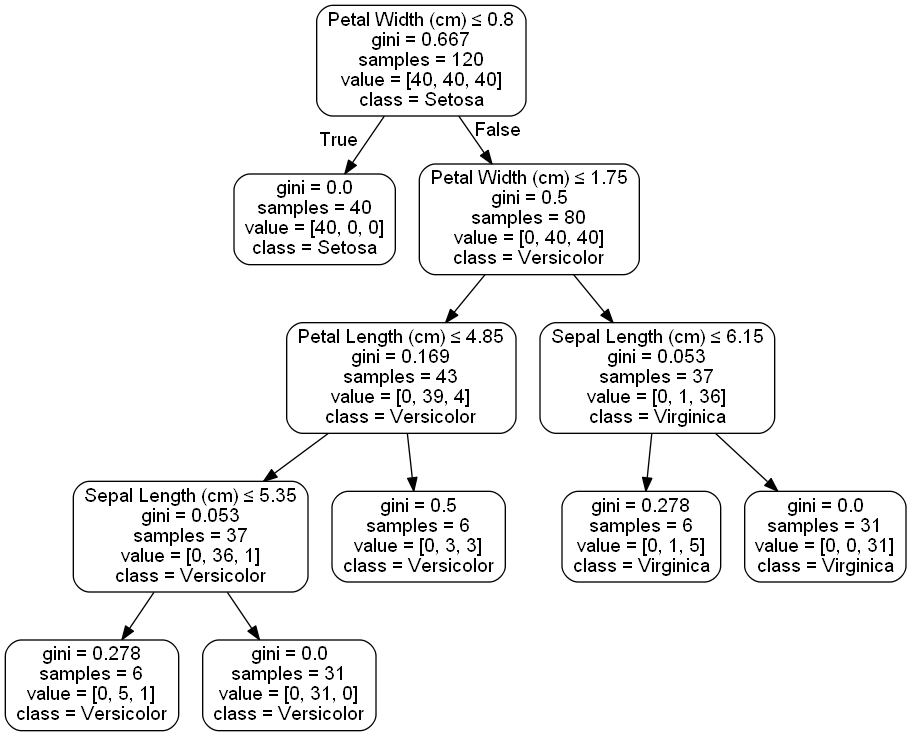 Petal Width (cm) ≤ 0.8
gini = 0.667
samples = 120
value = [40, 40, 40]
class = Setosa
True
False
gini = 0.0
samples = 40
value = [40, 0, 0]
class = Setosa
Petal Width (cm) ≤ 1.75
gini = 0.5
samples = 80
value = [0, 40, 40]
class = Versicolor
Petal Length (cm) ≤ 4.85
gini = 0.169
samples = 43
value = [0, 39, 4]
class = Versicolor
Sepal Length (cm) ≤ 6.15
gini = 0.053
samples = 37
value = [0, 1, 36]
class = Virginica
Sepal Length (cm) ≤ 5.35
gini = 0.053
samples = 37
value = [0, 36, 1]
class = Versicolor
gini = 0.5
samples = 6
value = [0, 3, 3]
class = Versicolor
gini = 0.278
samples = 6
value = [0, 1, 5]
class = Virginica
gini = 0.0
samples = 31
value = [0, 0, 31]
class = Virginica
gini = 0.278
samples = 6
value = [0, 5, 1]
class = Versicolor
gini = 0.0
samples = 31
value = [0, 31, 0]
class = Versicolor